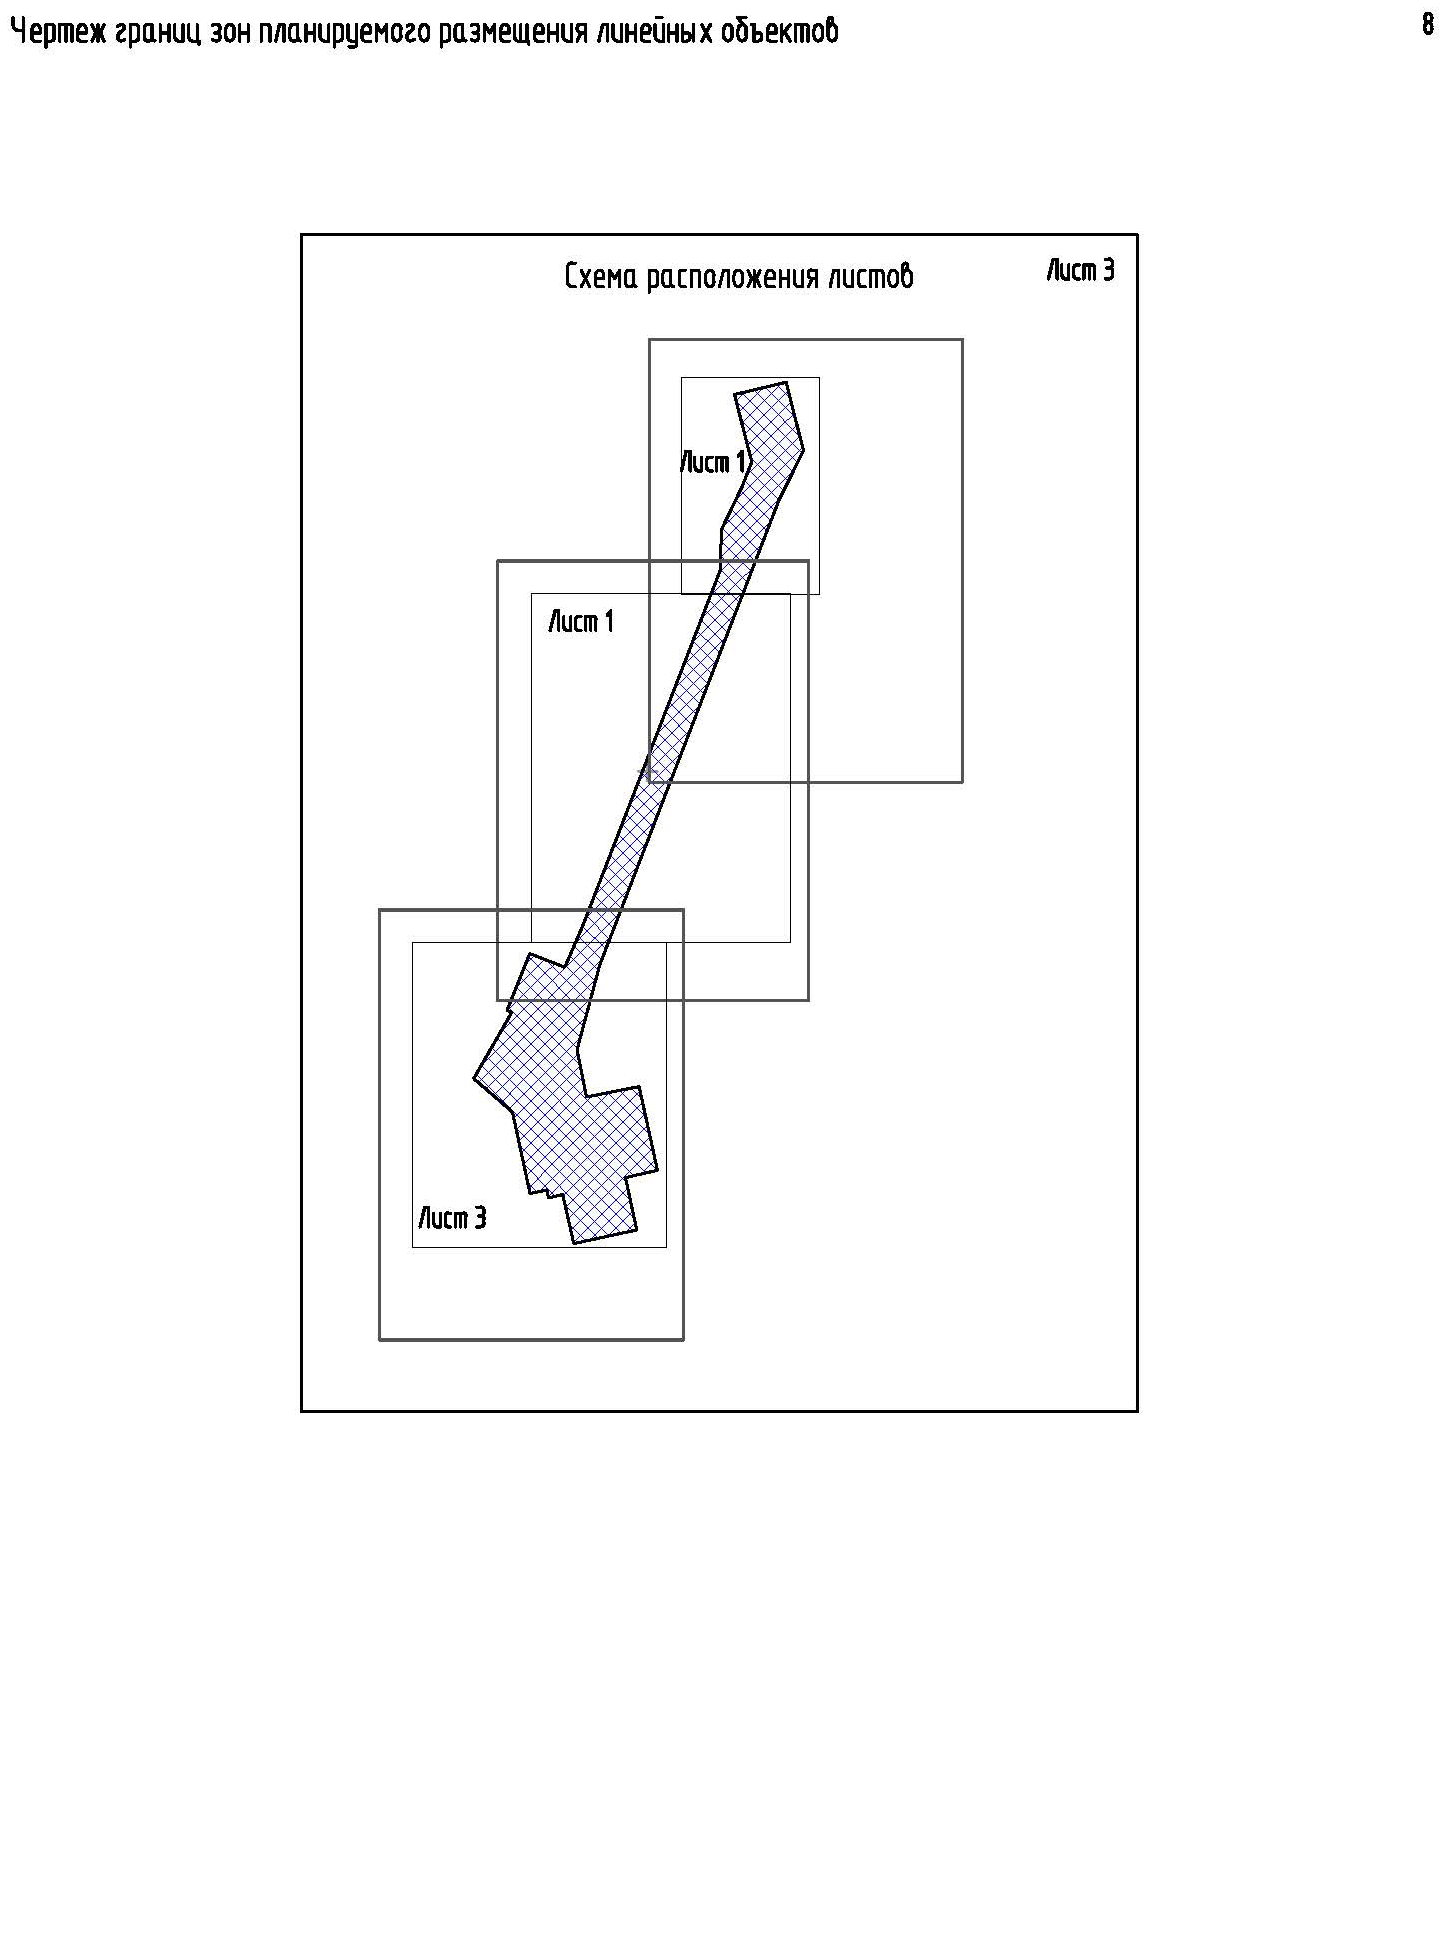 Чертеж границ зон планируемого размещения линейных объектов
8
Схема расположения листов
Лист 3
Лист 1
Лист 1
Лист 3